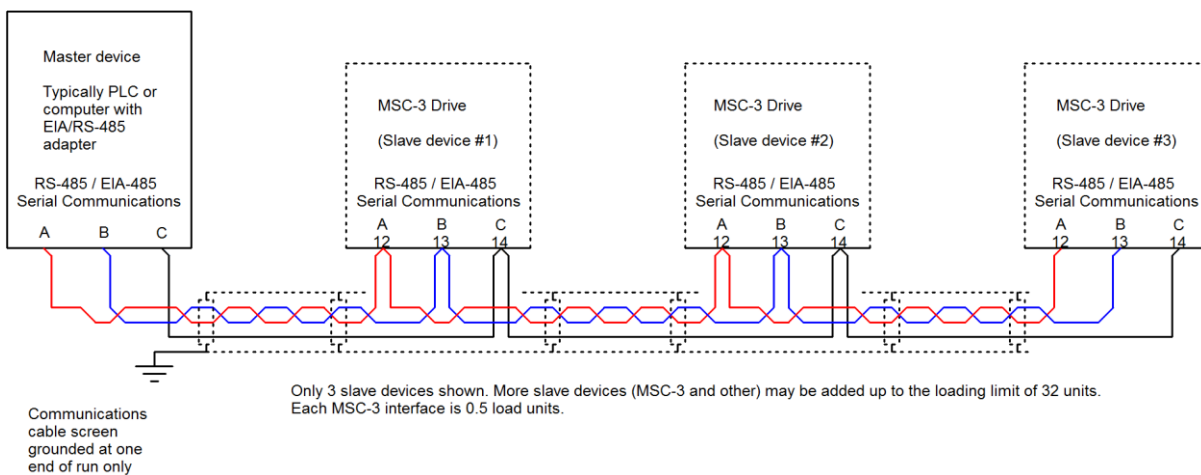 Master device
Typically PLC or
computer with
EIA/RS-485
adapter
RS-485 / EIA-485
Serial Communications
A B C
MSC-3 Drive
(Slave device #1)
RS-485 / EIA-485
Serial Communications
A B C
12 13 14
MSC-3 Drive
(Slave device #2)
RS-485 / EIA-485
Serial Communications
A B C
12 13 14
MSC-3 Drive
(Slave device #3)
RS-485 / EIA-485
Serial Communications
A B C
12 13 14
Only 3 slave devices shown. More slave devices (MSC-3 and other) may be added up to the loading limit of 32 units.
Each MSC-3 interface is 0.5 load units.
Communications
cable screen
grounded at one
end of run only